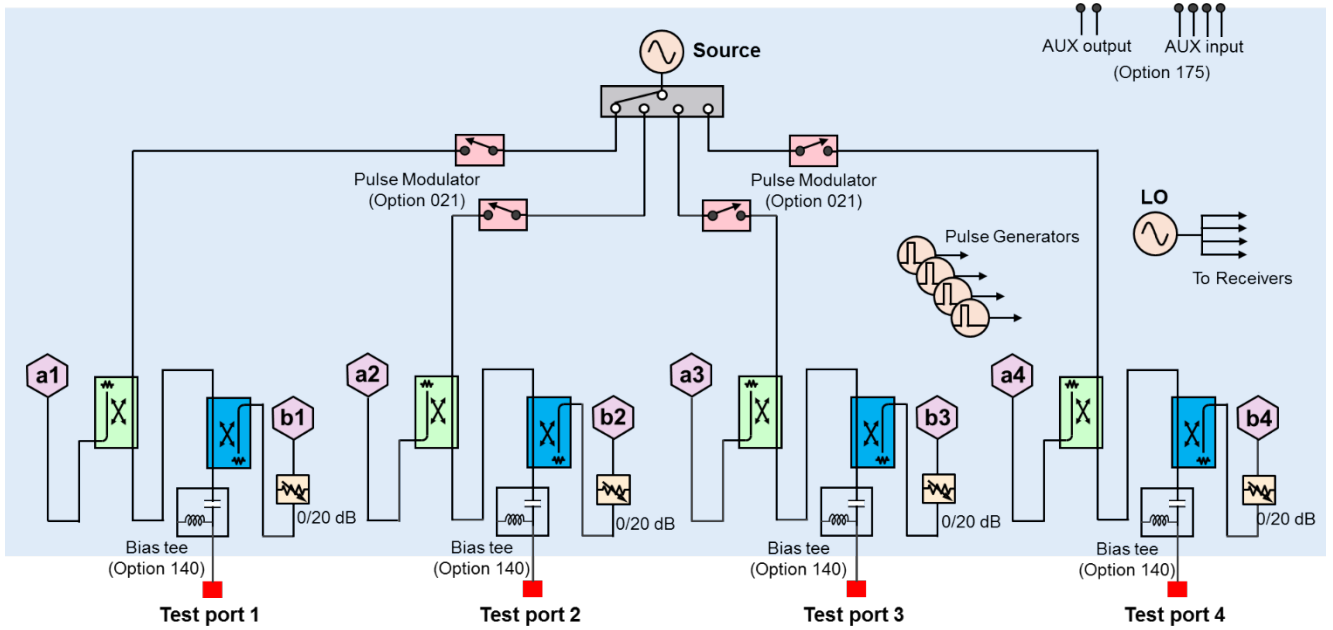 Source
AUX output
AUX input
(Option 175)
Pulse Modulator
(Option 021)
Pulse Modulator
(Option 021)
LO
Pulse Generators
To Receivers
a1
b1
a2
b2
a3
b3
a4
b4
0/20 dB
0/20 dB
0/20 dB
0/20 dB
Bias tee
(Option 140)
Bias tee
(Option 140)
Bias tee
(Option 140)
Bias tee
(Option 140)
Test port 1
Test port 2
Test port 3
Test port 4